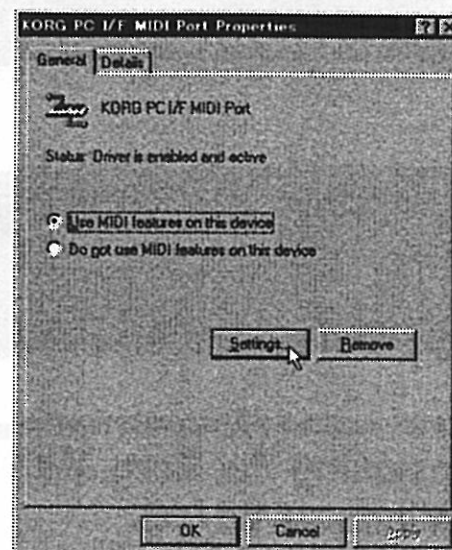 KORG PC I/F MIDI Port Properties
General Details
KORG PC I/F MIDI Port
Status: Driver is enabled and active
Use MIDI features on this device
Do not use MIDI features on this device
Settings Remove
OK Cancel Apply